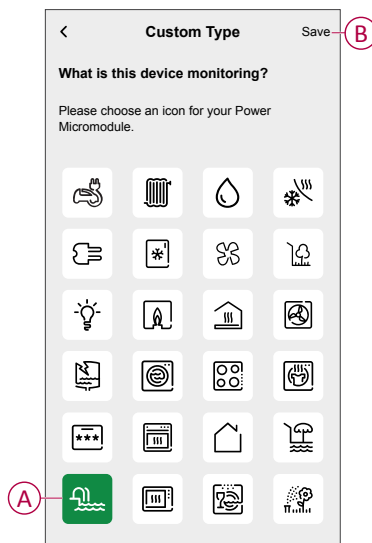 Custom Type
Save
B
What is this device monitoring?
Please choose an icon for your Power
Micromodule.
A